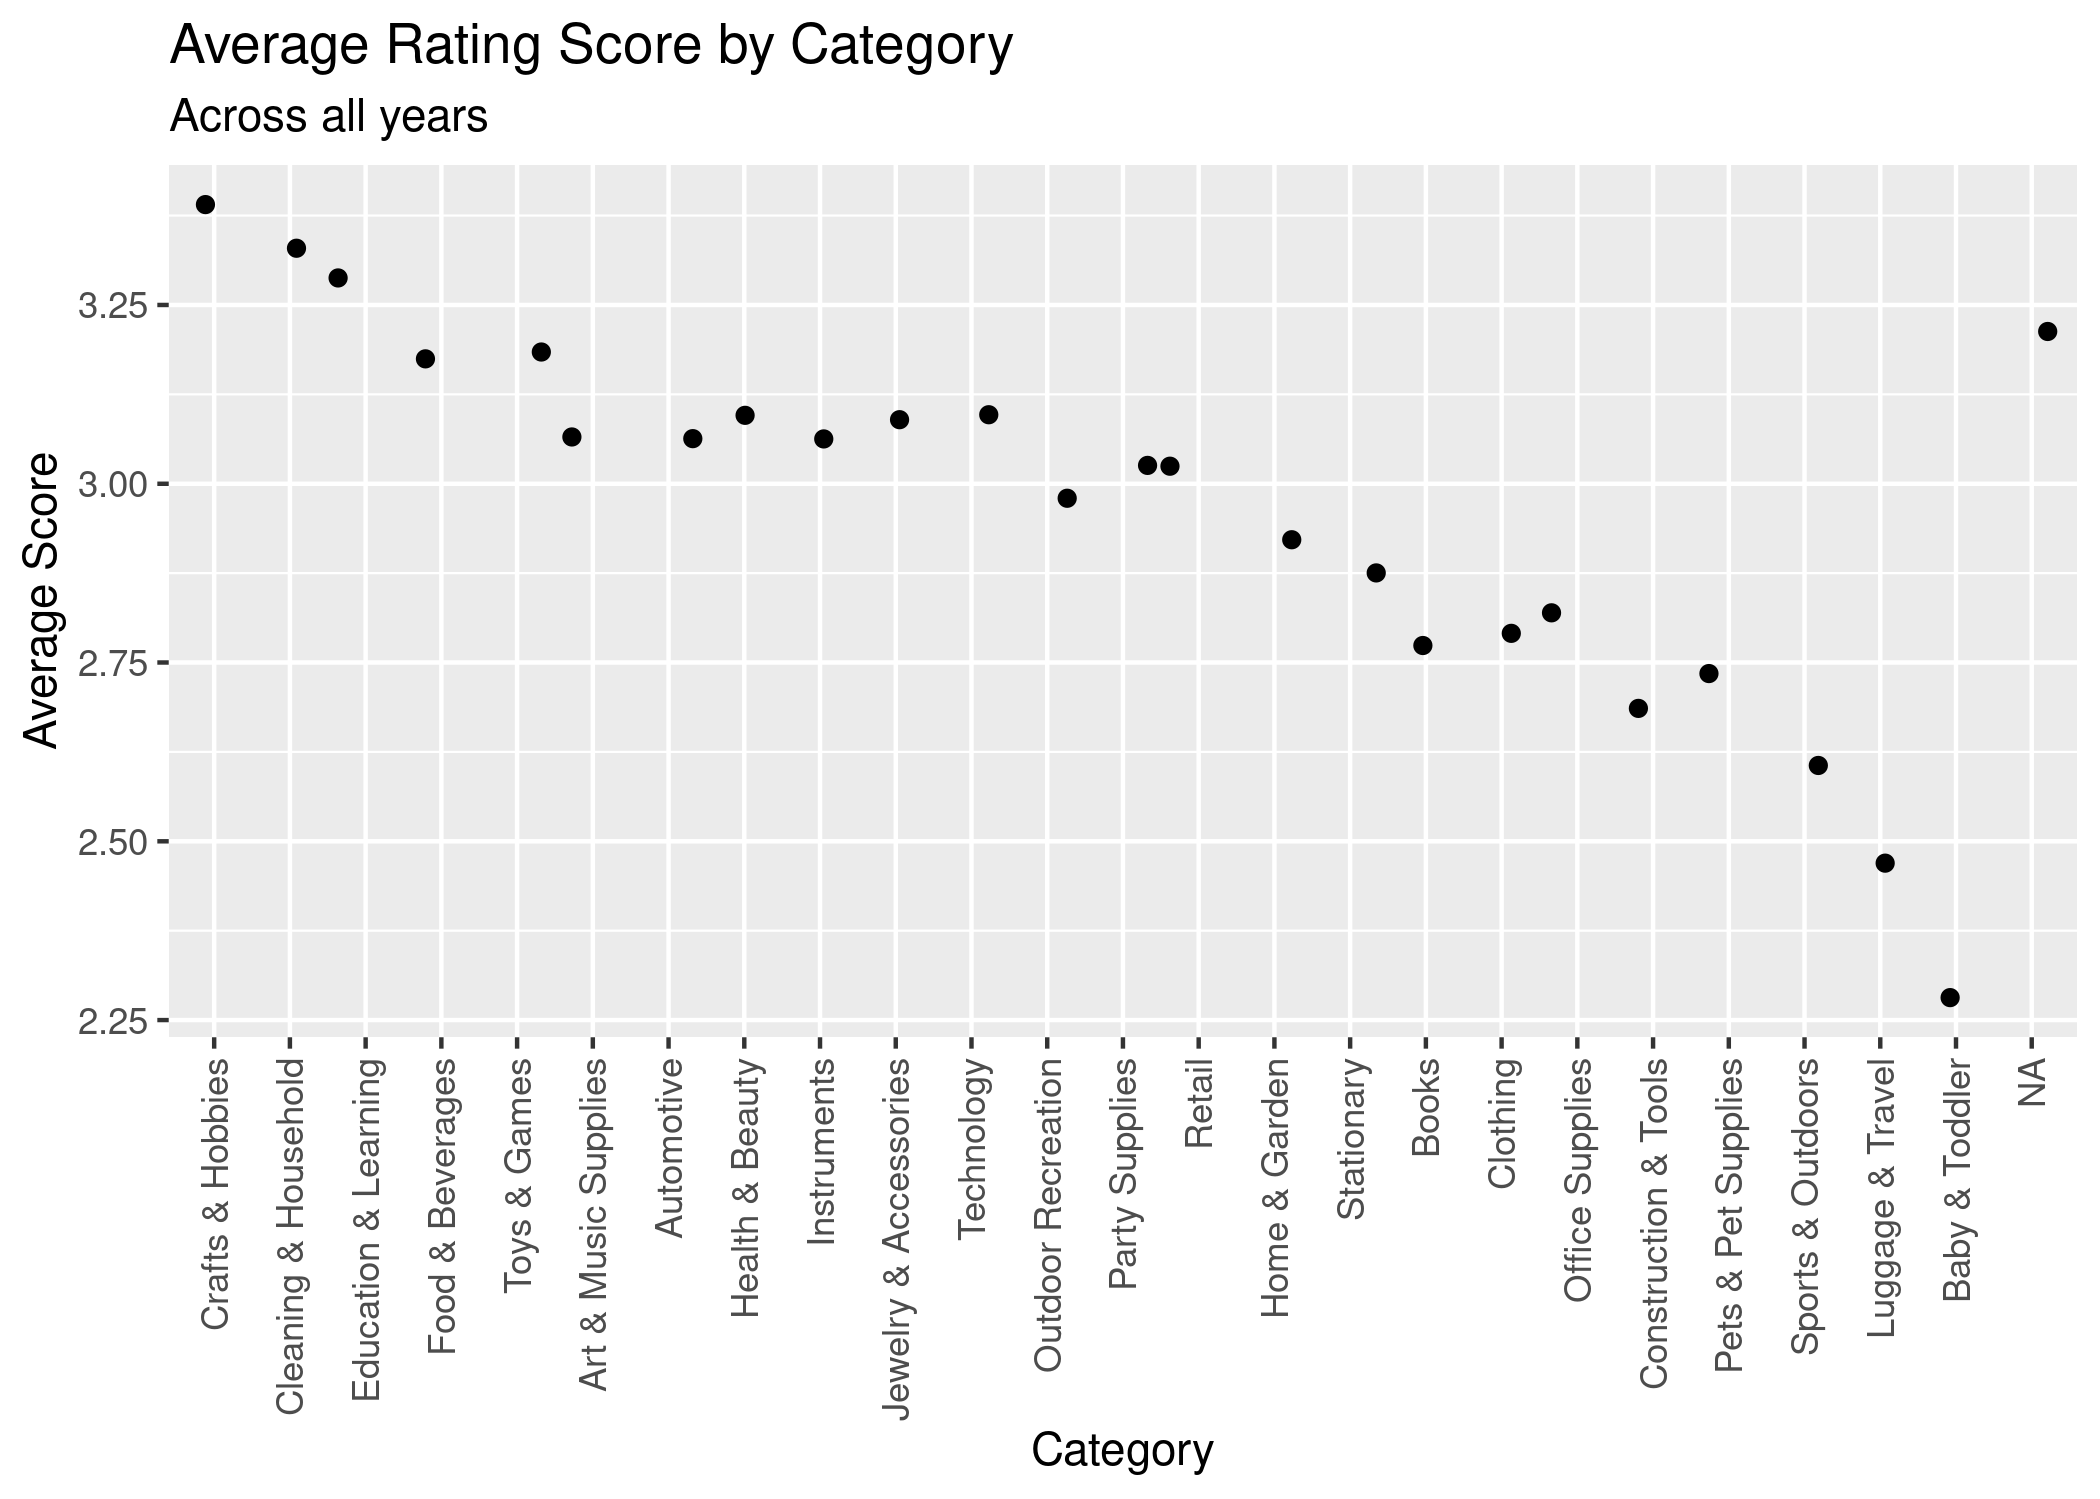 Average Rating Score by Category
Across all years
Average Score
3.25
3.00
2.75
2.50
2.25
Crafts & Hobbies
Cleaning & Household
Education & Learning
Food & Beverages
Toys & Games
Art & Music Supplies
Automotive
Health & Beauty
Instruments
Jewelry & Accessories
Technology
Outdoor Recreation
Party Supplies
Retail
Home & Garden
Stationary
Books
Clothing
Office Supplies
Construction & Tools
Pets & Pet Supplies
Sports & Outdoors
Luggage & Travel
Baby & Toddler
NA
Category